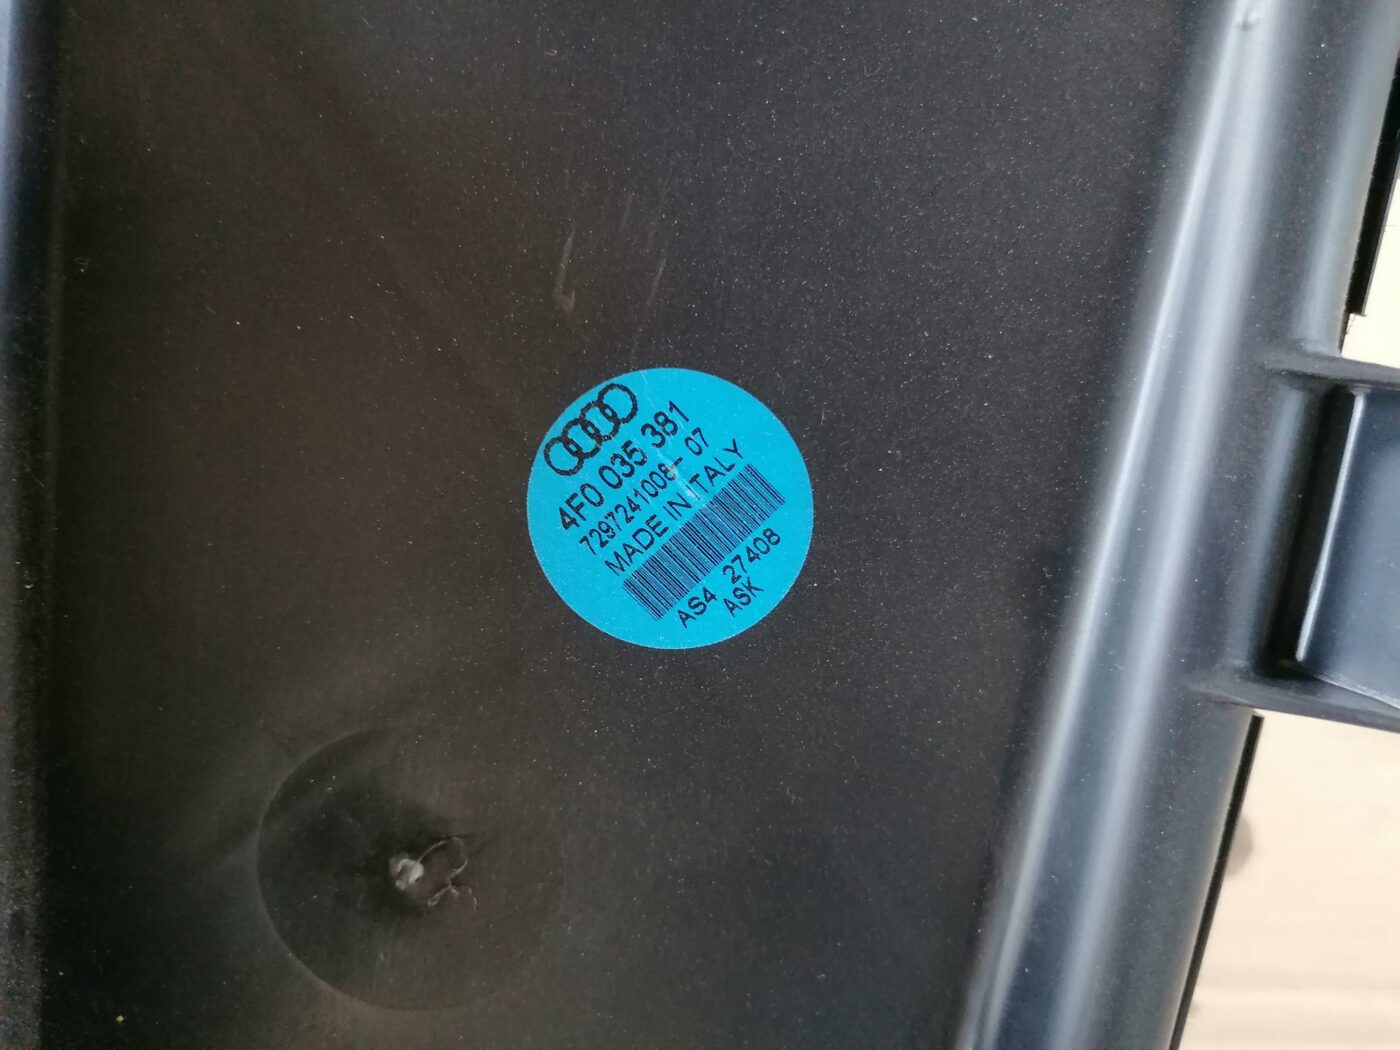 4F0 035 381
7297241008-07
MADE IN ITALY
AS4 27408
ASK